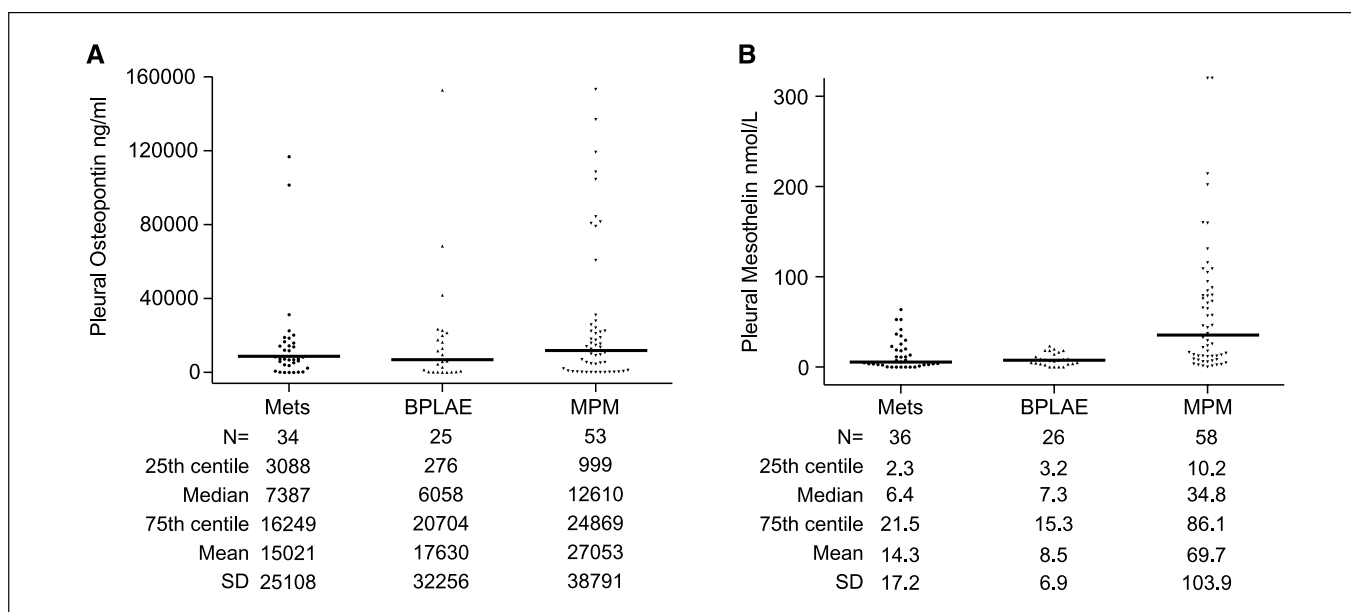 A
Pleural Osteopontin ng/ml
160000
120000
80000
40000
0
Mets BPLAE MPM
N= 34 25 53
25th centile 3088 276 999
Median 7387 6058 12610
75th centile 16249 20704 24869
Mean 15021 17630 27053
SD 25108 32256 38791
B
Pleural Mesothelin nmol/L
300
200
100
0
Mets BPLAE MPM
N= 36 26 58
25th centile 2.3 3.2 10.2
Median 6.4 7.3 34.8
75th centile 21.5 15.3 86.1
Mean 14.3 8.5 69.7
SD 17.2 6.9 103.9